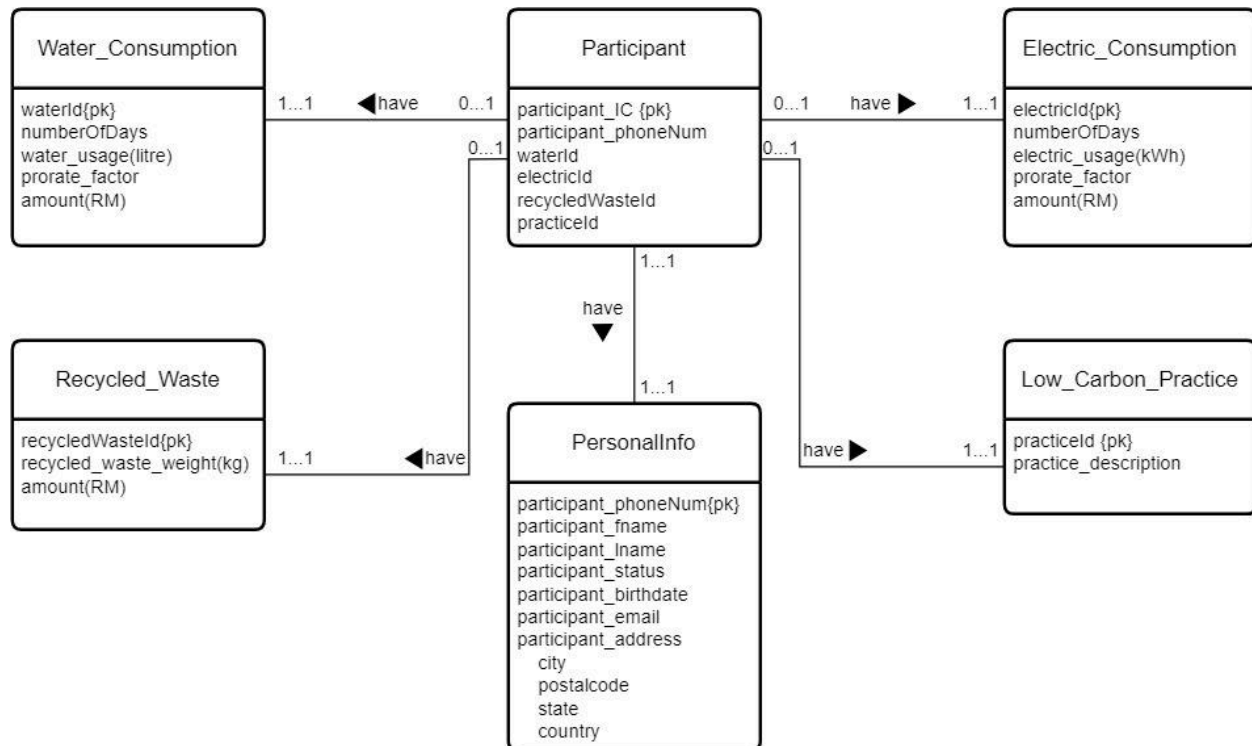 Water_Consumption
waterId{pk}
numberOfDays
water_usage(litre)
prorate_factor
amount(RM)
1...1
have
0...1
Participant
participant_IC {pk}
participant_phoneNum
waterId
electricId
recycledWasteId
practiceId
0...1
have
1...1
Electric_Consumption
electricId{pk}
numberOfDays
electric_usage(kWh)
prorate_factor
amount(RM)
0...1
0...1
1...1
have
1...1
Recycled_Waste
recycledWasteId{pk}
recycled_waste_weight(kg)
amount(RM)
1...1
have
PersonalInfo
participant_phoneNum{pk}
participant_fname
participant_lname
participant_status
participant_birthdate
participant_email
participant_address
city
postalcode
state
country
have
1...1
Low_Carbon_Practice
practiceId {pk}
practice_description